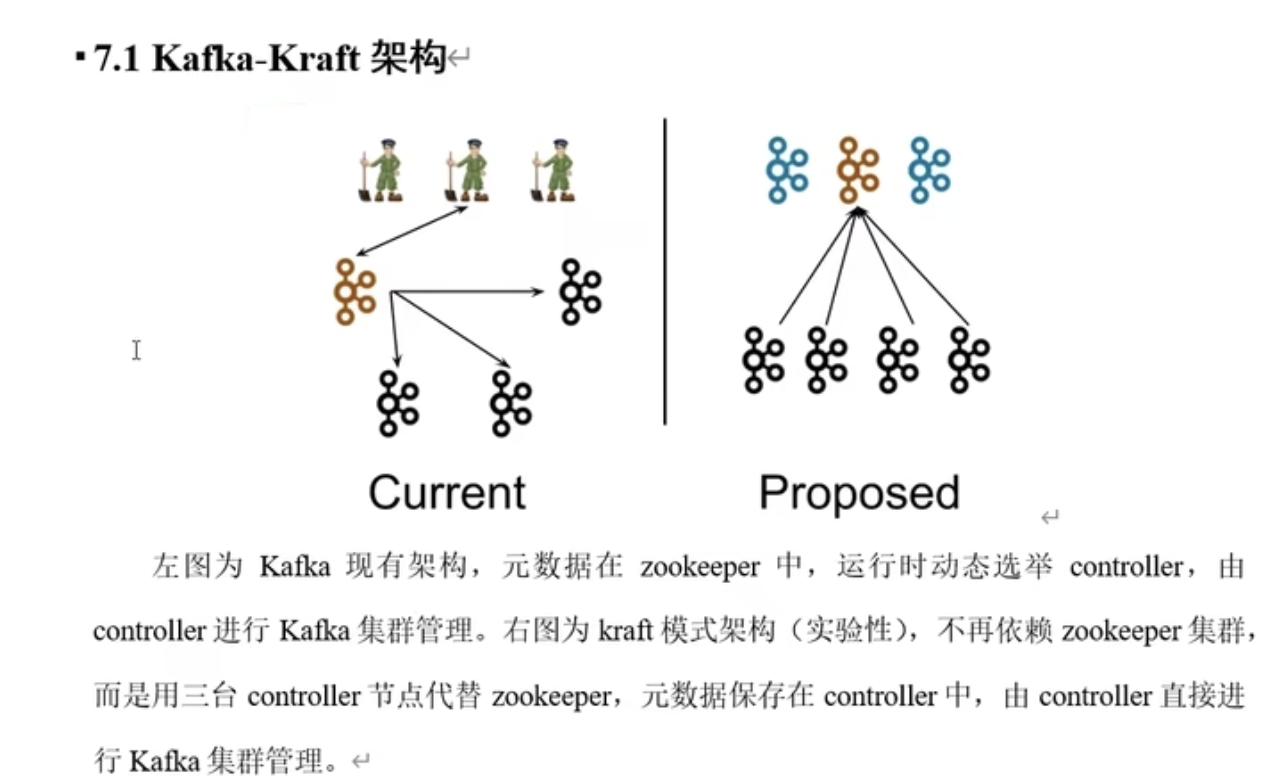 7.1 Kafka-Kraft 架构
Current
Proposed
左图为 Kafka 现有架构，元数据在 zookeeper 中，运行时动态选举 controller，由
controller 进行 Kafka 集群管理。右图为 kraft 模式架构（实验性），不再依赖 zookeeper 集群，
而是用三台 controller 节点代替 zookeeper，元数据保存在 controller 中，由 controller 直接进
行 Kafka 集群管理。